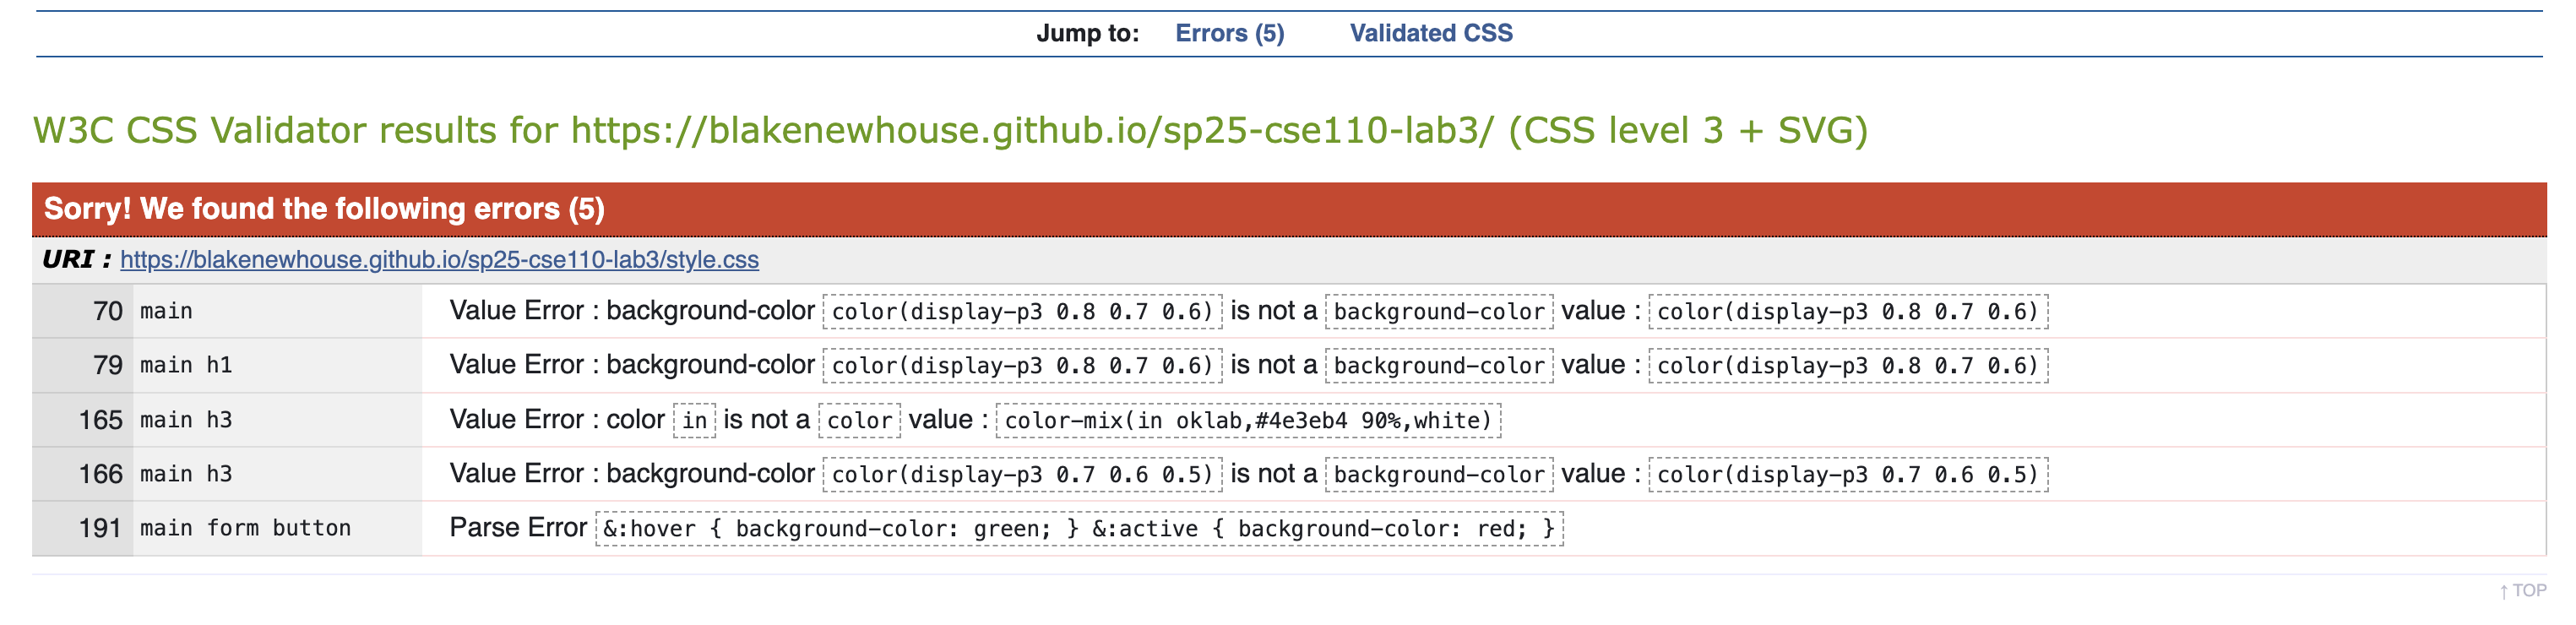 Jump to: Errors (5) Validated CSS
W3C CSS Validator results for https://blakenewhouse.github.io/sp25-cse110-lab3/ (CSS level 3 + SVG)
Sorry! We found the following errors (5)
URI : https://blakenewhouse.github.io/sp25-cse110-lab3/style.css
70 main Value Error : background-color color(display-p3 0.8 0.7 0.6) is not a background-color value : color(display-p3 0.8 0.7 0.6)
79 main h1 Value Error : background-color color(display-p3 0.8 0.7 0.6) is not a background-color value : color(display-p3 0.8 0.7 0.6)
165 main h3 Value Error : color in is not a color value : color-mix(in oklab,#4e3eb4 90%,white)
166 main h3 Value Error : background-color color(display-p3 0.7 0.6 0.5) is not a background-color value : color(display-p3 0.7 0.6 0.5)
191 main form button Parse Error &:hover { background-color: green; } &:active { background-color: red; }
↑ TOP